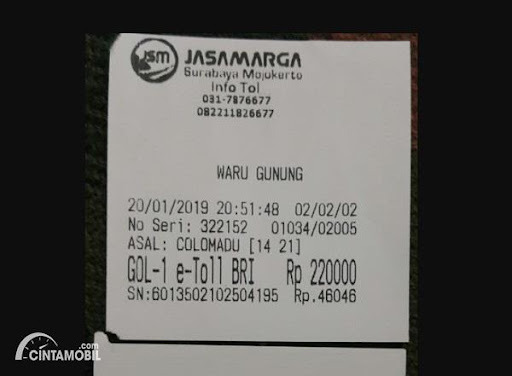 JSM JASAMARGA
Surabaya Mojokerto
Info Tol
031-7876677
082211826677
WARU GUNUNG
20/01/2019 20:51:48 02/02/02
No Seri: 322152 01034/02005
ASAL: COLOMADU [14 21]
GOL-1 e-Toll BRI Rp 220000
SN:6013502102504195 Rp.46046
CINTAMOBIL.com